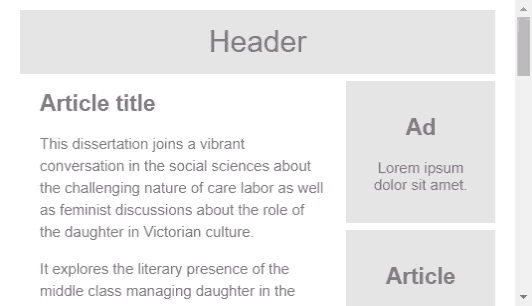 Header
Article title
This dissertation joins a vibrant
conversation in the social sciences about
the challenging nature of care labor as well
as feminist discussions about the role of
the daughter in Victorian culture.
It explores the literary presence of the
middle class managing daughter in the
Ad
Lorem ipsum
dolor sit amet.
Article